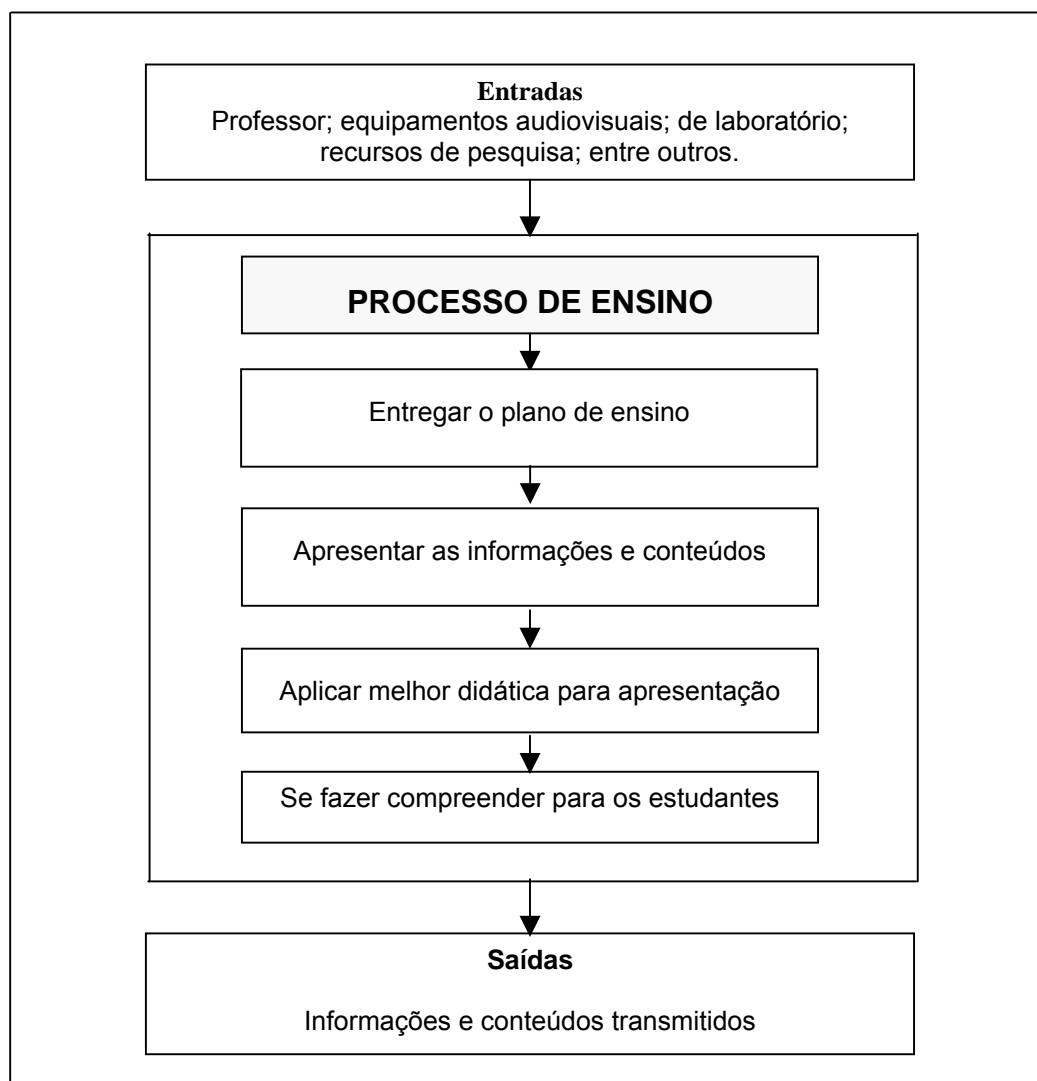 Entradas
Professor; equipamentos audiovisuais; de laboratório;
recursos de pesquisa; entre outros.
PROCESSO DE ENSINO
Entregar o plano de ensino
Apresentar as informações e conteúdos
Aplicar melhor didática para apresentação
Se fazer compreender para os estudantes
Saídas
Informações e conteúdos transmitidos